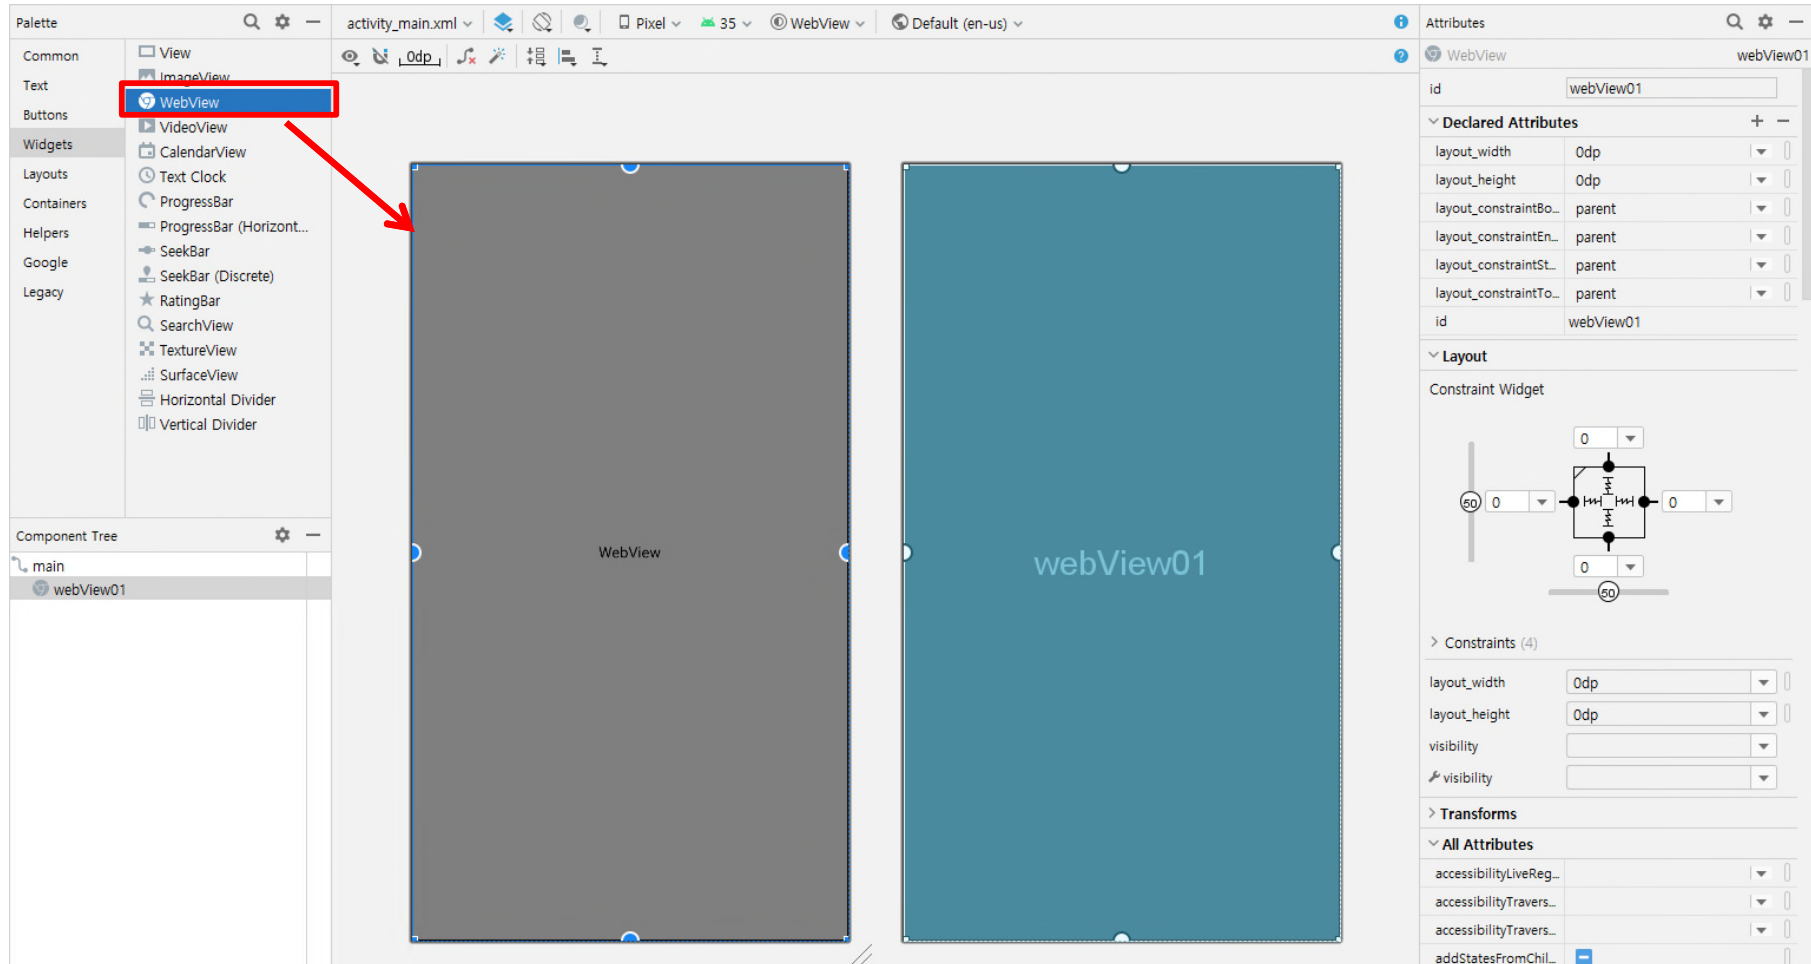 Palette
Common
Text
Buttons
Widgets
Layouts
Containers
Helpers
Google
Legacy
View
ImageView
WebView
VideoView
CalendarView
Text Clock
ProgressBar
ProgressBar (Horizont...
SeekBar
SeekBar (Discrete)
RatingBar
SearchView
TextureView
SurfaceView
Horizontal Divider
Vertical Divider
Component Tree
main
webView01
activity_main.xml
Pixel
35
WebView
Default (en-us)
0dp
WebView
webView01
Attributes
WebView webView01
id webView01
Declared Attributes
layout_width 0dp
layout_height 0dp
layout_constraintBo... parent
layout_constraintEn... parent
layout_constraintSt... parent
layout_constraintTo... parent
id webView01
Layout
Constraint Widget
0
50 0 0
0
50
Constraints (4)
layout_width 0dp
layout_height 0dp
visibility
visibility
Transforms
All Attributes
accessibilityLiveReg...
accessibilityTravers...
accessibilityTravers...
addStatesFromChil...